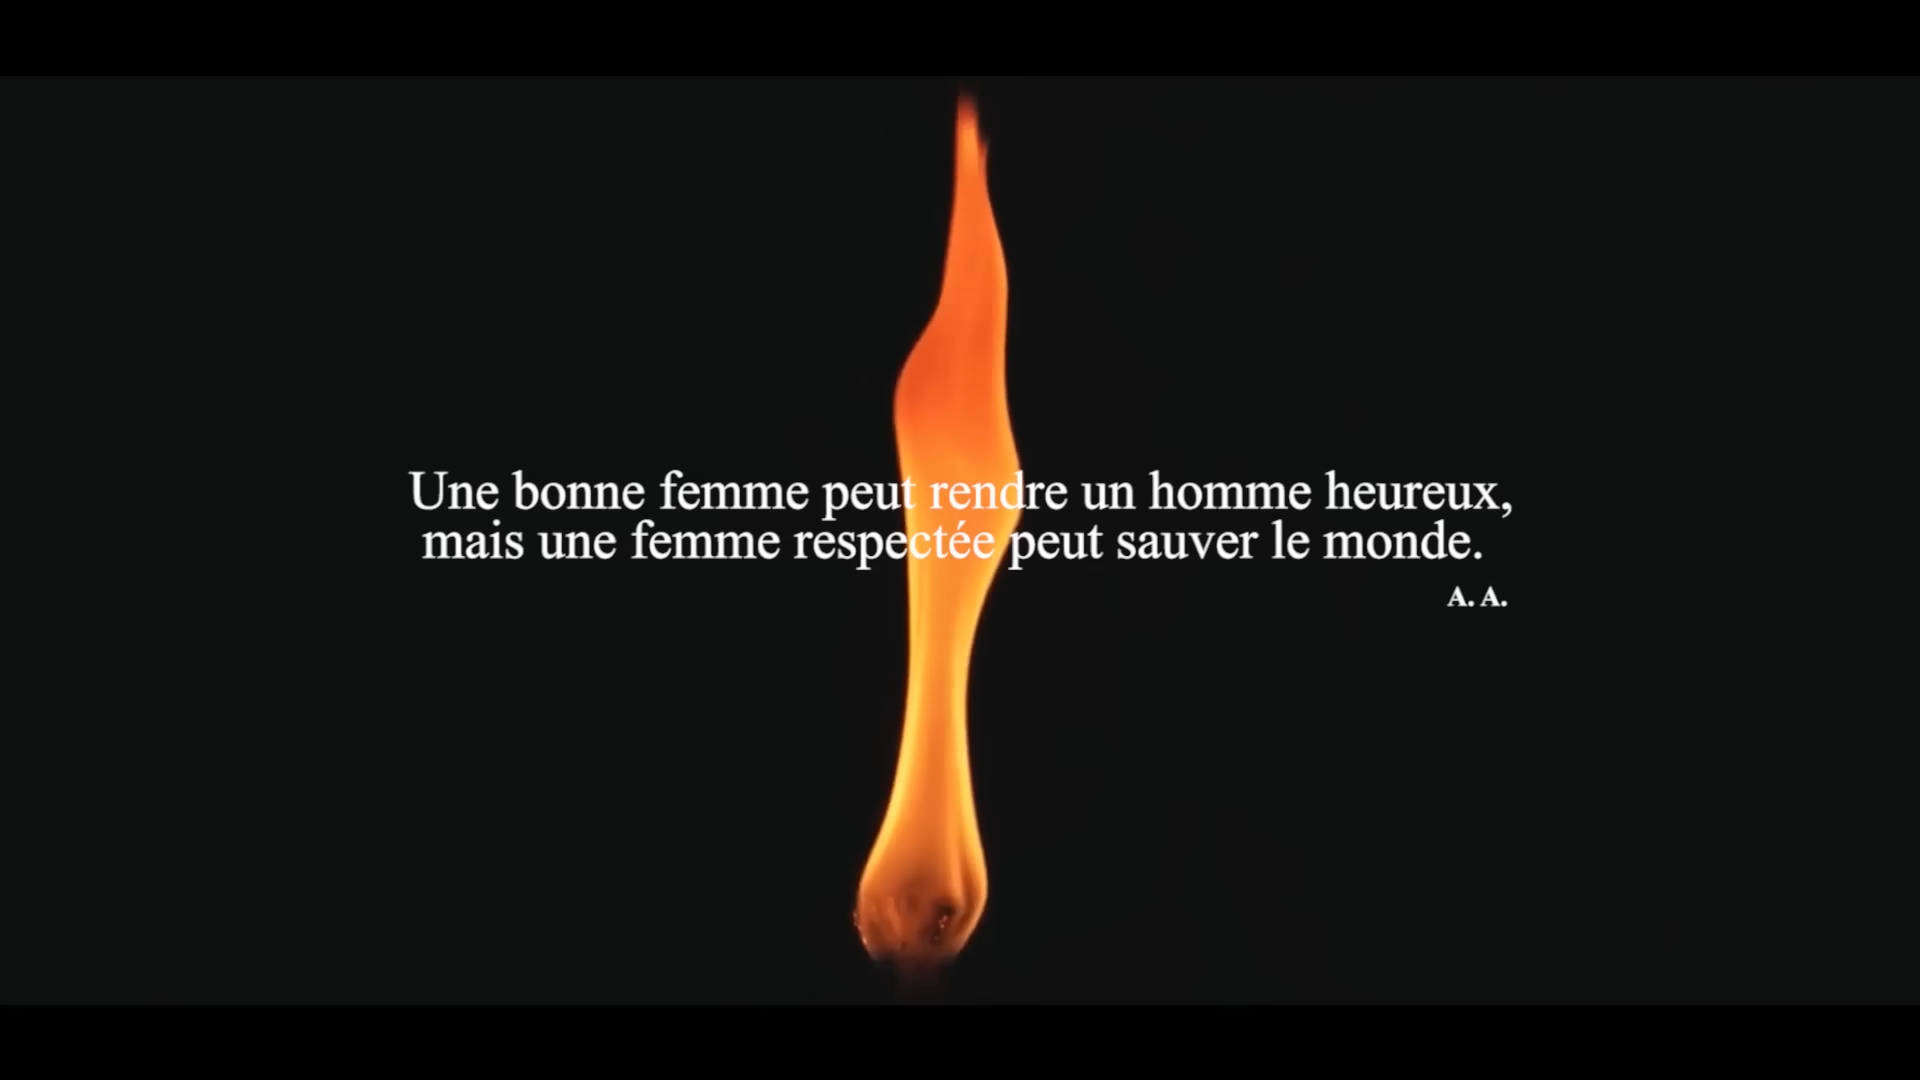 Une bonne femme peut rendre un homme heureux,
mais une femme respectée peut sauver le monde.
A. A.